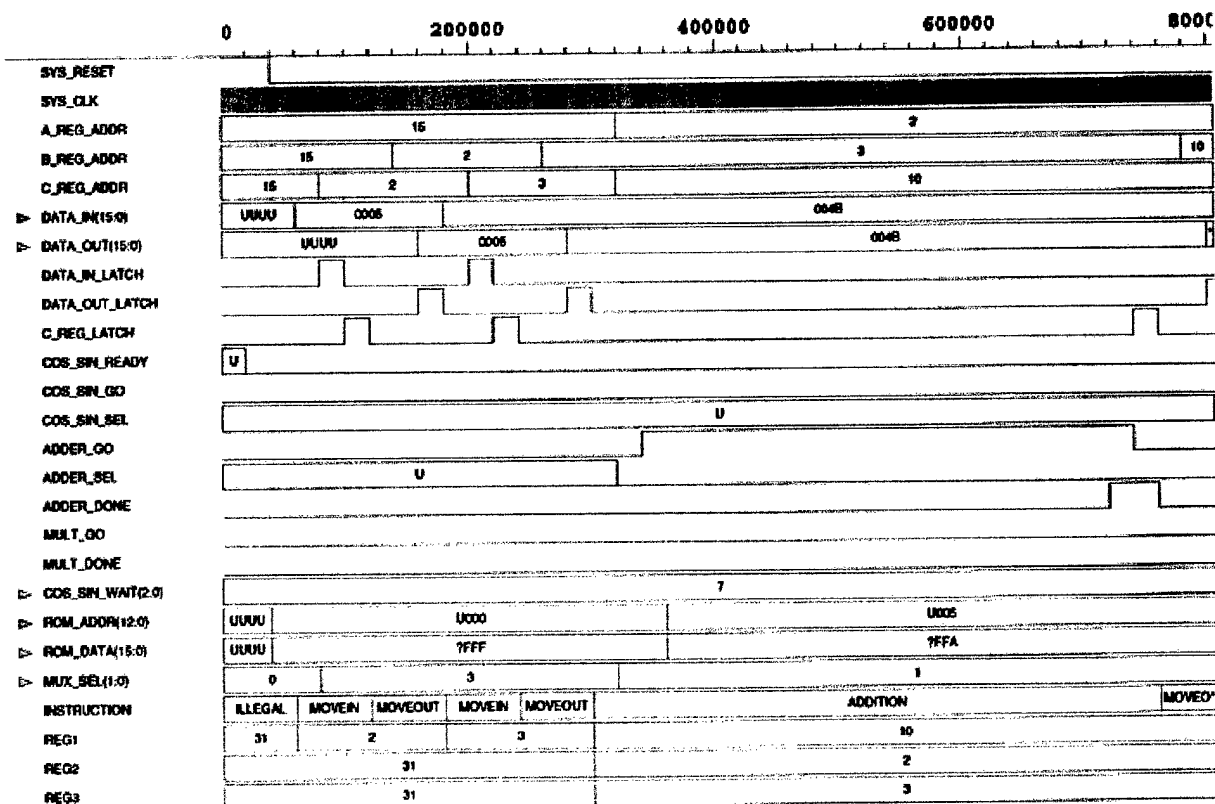 0 200000 400000 600000 8000
SYS_RESET
SYS_CLK
A_REG_ADDR 15 2
B_REG_ADDR 15 2 3 10
C_REG_ADDR 15 2 3 10
DATA_IN(15:0) UUUU 0005 004B
DATA_OUT(15:0) UUUU 0005 004B *
DATA_IN_LATCH
DATA_OUT_LATCH
C_REG_LATCH
COS_SIN_READY U
COS_SIN_GO
COS_SIN_SEL U
ADDER_GO
ADDER_SEL U
ADDER_DONE
MULT_GO
MULT_DONE
COS_SIN_WAIT(2:0) 7
ROM_ADDR(12:0) UUUU U000 U005
ROM_DATA(15:0) UUUU ?FFF ?FFA
MUX_SEL(1:0) 0 3 1
INSTRUCTION ILLEGAL MOVEIN MOVEOUT MOVEIN MOVEOUT ADDITION MOVEO*
REG1 31 2 3 10
REG2 31 2
REG3 31 3